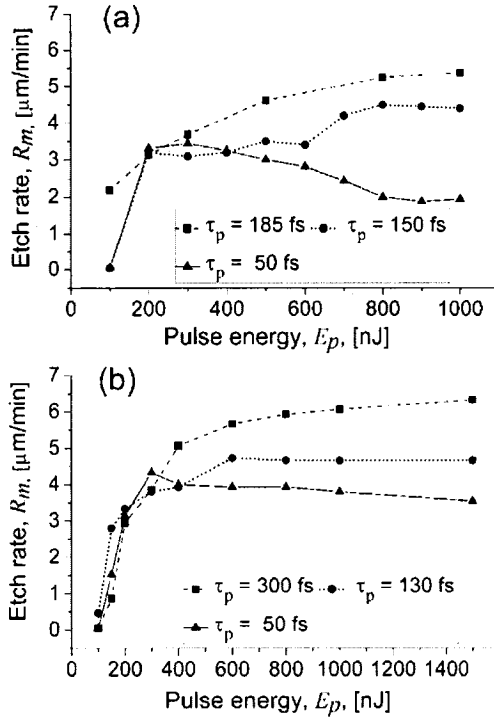 (a)
7
6
5
4
3
2
1
0
Etch rate, Rₘ, [μm/min]
τₚ = 185 fs τₚ = 150 fs
τₚ = 50 fs
0 200 400 600 800 1000
Pulse energy, Eₚ, [nJ]
(b)
7
6
5
4
3
2
1
0
Etch rate, Rₘ, [μm/min]
τₚ = 300 fs τₚ = 130 fs
τₚ = 50 fs
0 200 400 600 800 1000 1200 1400
Pulse energy, Eₚ, [nJ]